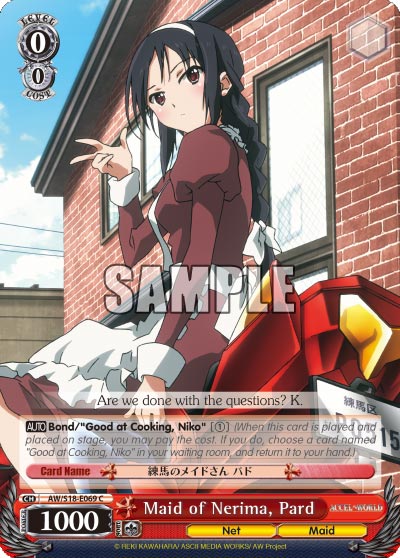 LEVEL
0
0
COST
SAMPLE
練馬区
15
Are we done with the questions? K.
AUTO Bond/"Good at Cooking, Niko" [①] (When this card is played and
placed on stage, you may pay the cost. If you do, choose a card named
"Good at Cooking, Niko" in your waiting room, and return it to your hand.)
Card Name 練馬のメイドさん パド
CH AW/S18-E069 C
POWER 1000 Maid of Nerima, Pard ACCEL WORLD
Net Maid
© REKI KAWAHARA/ ASCII MEDIA WORKS/ AW Project